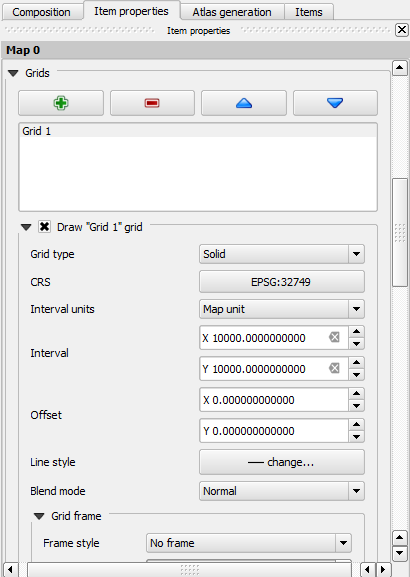 Composition Item properties Atlas generation Items
Item properties
Map 0
Grids
Grid 1
Draw "Grid 1" grid
Grid type Solid
CRS EPSG:32749
Interval units Map unit
X 10000.0000000000
Interval
Y 10000.0000000000
X 0.000000000000
Offset
Y 0.000000000000
Line style change...
Blend mode Normal
Grid frame
Frame style No frame